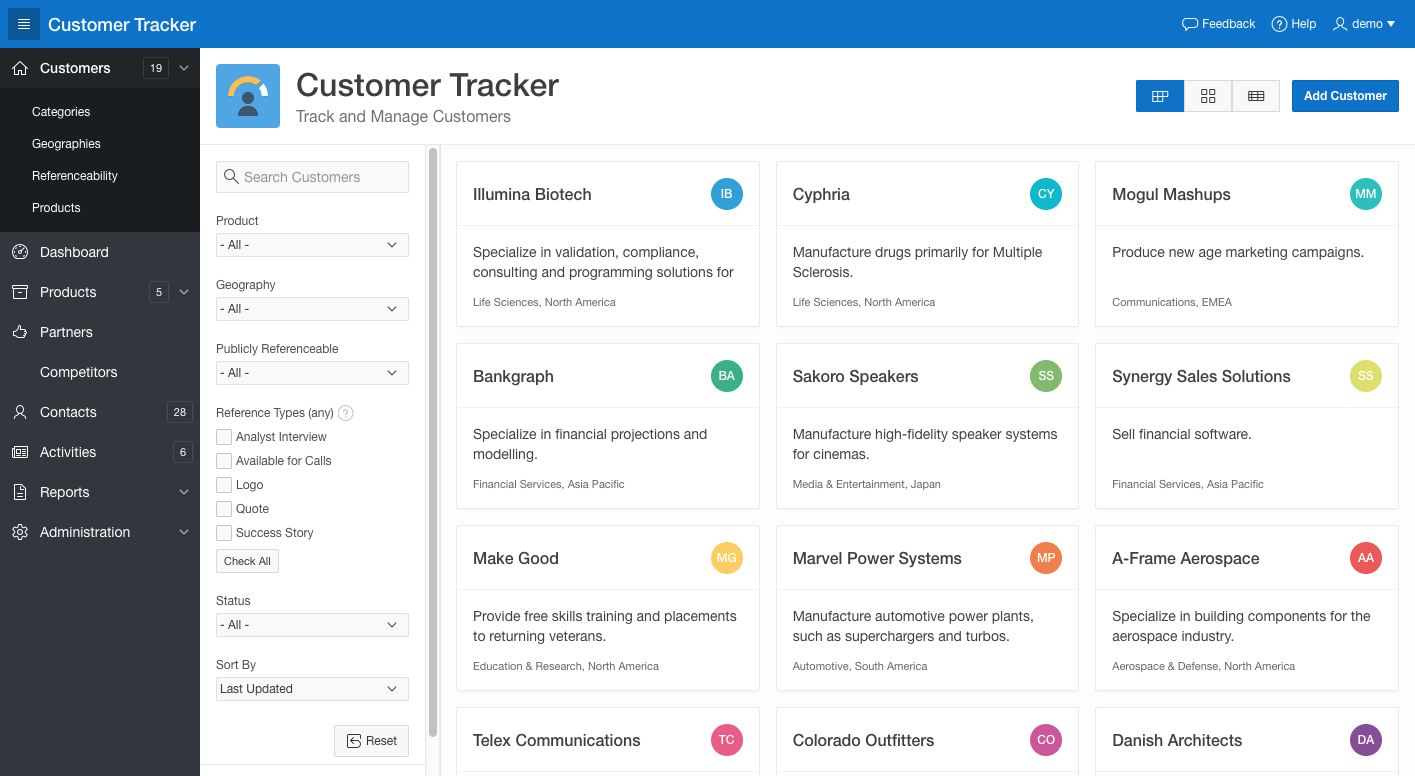 Customer Tracker
Feedback
Help
demo
Customers
19
Categories
Geographies
Referenceability
Products
Dashboard
Products
5
Partners
Competitors
Contacts
28
Activities
6
Reports
Administration
Customer Tracker
Track and Manage Customers
Add Customer
Search Customers
Product
- All -
Geography
- All -
Publicly Referenceable
- All -
Reference Types (any) ?
Analyst Interview
Available for Calls
Logo
Quote
Success Story
Check All
Status
- All -
Sort By
Last Updated
Reset
Illumina Biotech
IB
Specialize in validation, compliance,
consulting and programming solutions for
Life Sciences, North America
Cyphria
CY
Manufacture drugs primarily for Multiple
Sclerosis.
Life Sciences, North America
Mogul Mashups
MM
Produce new age marketing campaigns.
Communications, EMEA
Bankgraph
BA
Specialize in financial projections and
modelling.
Financial Services, Asia Pacific
Sakoro Speakers
SS
Manufacture high-fidelity speaker systems
for cinemas.
Media & Entertainment, Japan
Synergy Sales Solutions
SS
Sell financial software.
Financial Services, Asia Pacific
Make Good
MG
Provide free skills training and placements
to returning veterans.
Education & Research, North America
Marvel Power Systems
MP
Manufacture automotive power plants,
such as superchargers and turbos.
Automotive, South America
A-Frame Aerospace
AA
Specialize in building components for the
aerospace industry.
Aerospace & Defense, North America
Telex Communications
TC
Colorado Outfitters
CO
Danish Architects
DA